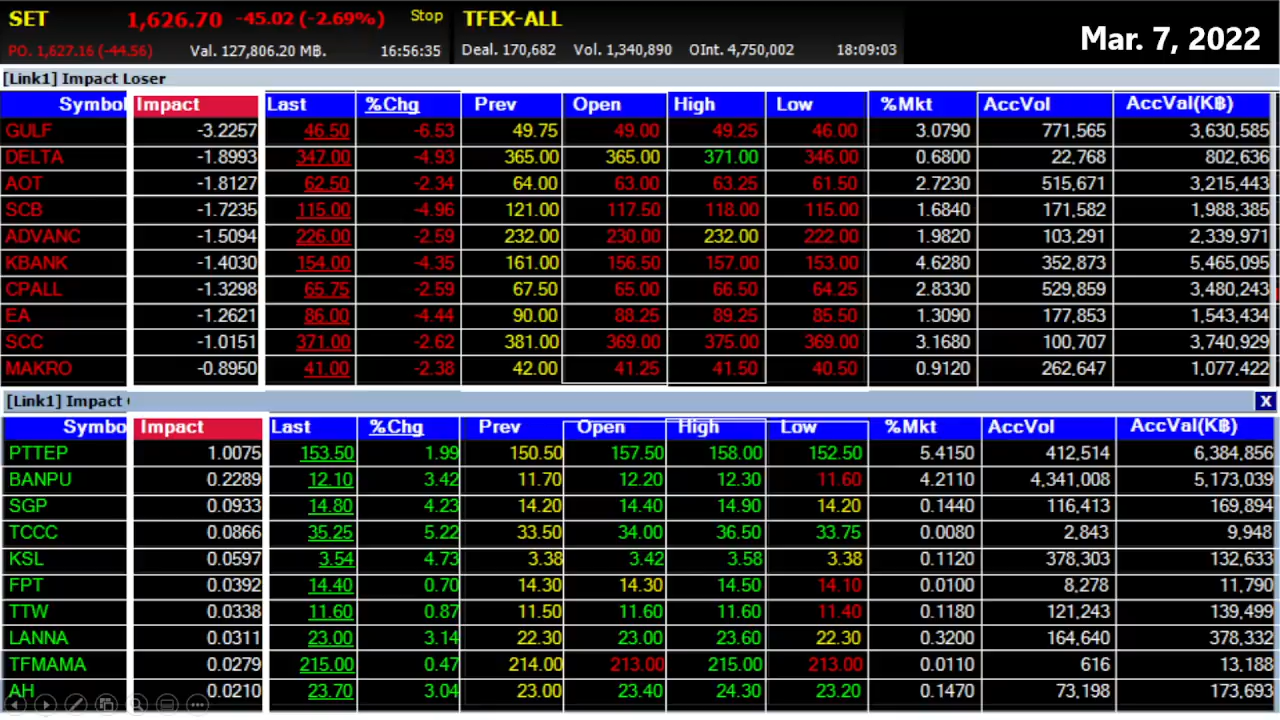 SET 1,626.70 -45.02 (-2.69%) Stop TFEX-ALL
PO. 1,627.16 (-44.56) Val. 127,806.20 MB. 16:56:35 Deal. 170,682 Vol. 1,340,890 OInt. 4,750,002 18:09:03
Mar. 7, 2022
[Link1] Impact Loser
Symbol Impact Last %Chg Prev Open High Low %Mkt AccVol AccVal(K฿)
GULF -3.2257 46.50 -6.53 49.75 49.00 49.25 46.00 3.0790 771,565 3,630,585
DELTA -1.8993 347.00 -4.93 365.00 365.00 371.00 346.00 0.6800 22,768 802,636
AOT -1.8127 62.50 -2.34 64.00 63.00 63.25 61.50 2.7230 515,671 3,215,443
SCB -1.7235 115.00 -4.96 121.00 117.50 118.00 115.00 1.6840 171,582 1,988,385
ADVANC -1.5094 226.00 -2.59 232.00 230.00 232.00 222.00 1.9820 103,291 2,339,971
KBANK -1.4030 154.00 -4.35 161.00 156.50 157.00 153.00 4.6280 352,873 5,465,095
CPALL -1.3298 65.75 -2.59 67.50 65.00 66.50 64.25 2.8330 529,859 3,480,243
EA -1.2621 86.00 -4.44 90.00 88.25 89.25 85.50 1.3090 177,853 1,543,434
SCC -1.0151 371.00 -2.62 381.00 369.00 375.00 369.00 3.1680 100,707 3,740,929
MAKRO -0.8950 41.00 -2.38 42.00 41.25 41.50 40.50 0.9120 262,647 1,077,422
[Link1] Impact X
Symbo Impact Last %Chg Prev Open High Low %Mkt AccVol AccVal(K฿)
PTTEP 1.0075 153.50 1.99 150.50 157.50 158.00 152.50 5.4150 412,514 6,384,856
BANPU 0.2289 12.10 3.42 11.70 12.20 12.30 11.60 4.2110 4,341,008 5,173,039
SGP 0.0933 14.80 4.23 14.20 14.40 14.90 14.20 0.1440 116,413 169,894
TCCC 0.0866 35.25 5.22 33.50 34.00 36.50 33.75 0.0080 2,843 9,948
KSL 0.0597 3.54 4.73 3.38 3.42 3.58 3.38 0.1120 378,303 132,633
FPT 0.0392 14.40 0.70 14.30 14.30 14.50 14.10 0.0100 8,278 11,790
TTW 0.0338 11.60 0.87 11.50 11.60 11.60 11.40 0.1180 121,243 139,499
LANNA 0.0311 23.00 3.14 22.30 23.00 23.60 22.30 0.3200 164,640 378,332
TFMAMA 0.0279 215.00 0.47 214.00 213.00 215.00 213.00 0.0110 616 13,188
AH 0.0210 23.70 3.04 23.00 23.40 24.30 23.20 0.1470 73,198 173,693